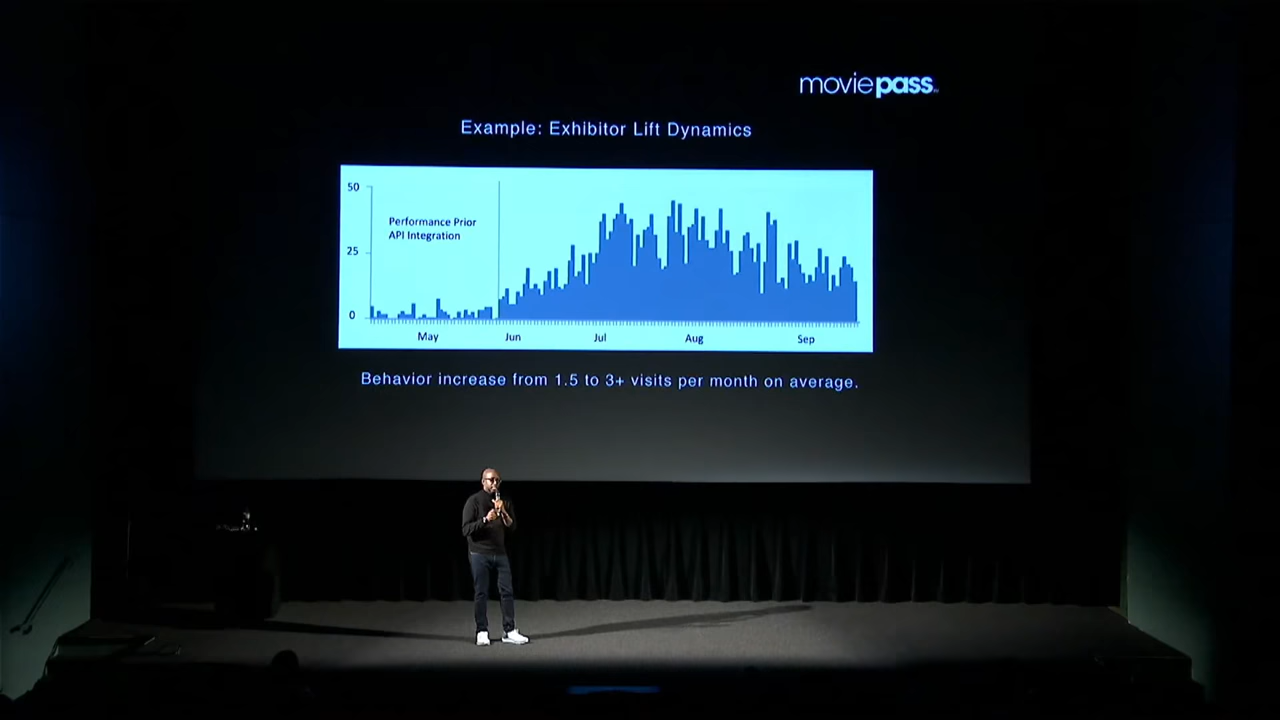 moviepass
Example: Exhibitor Lift Dynamics
50
Performance Prior
API Integration
25
0
May Jun Jul Aug Sep
Behavior increase from 1.5 to 3+ visits per month on average.